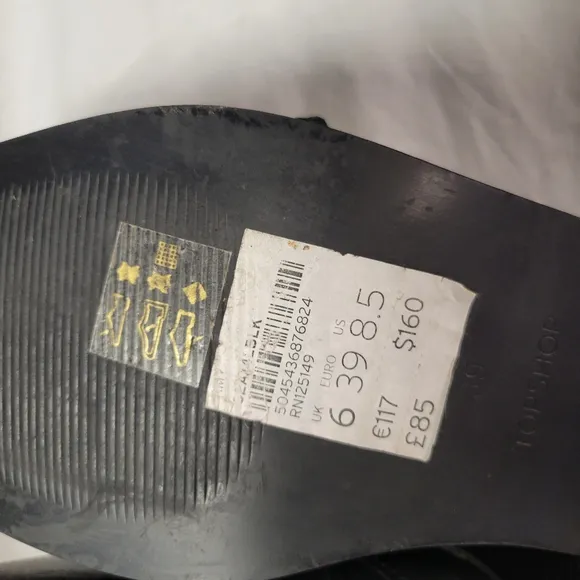 5045436876824
RN125149
UK EURO US
6 39 8.5
€117 $160
£85
TOPSHOP